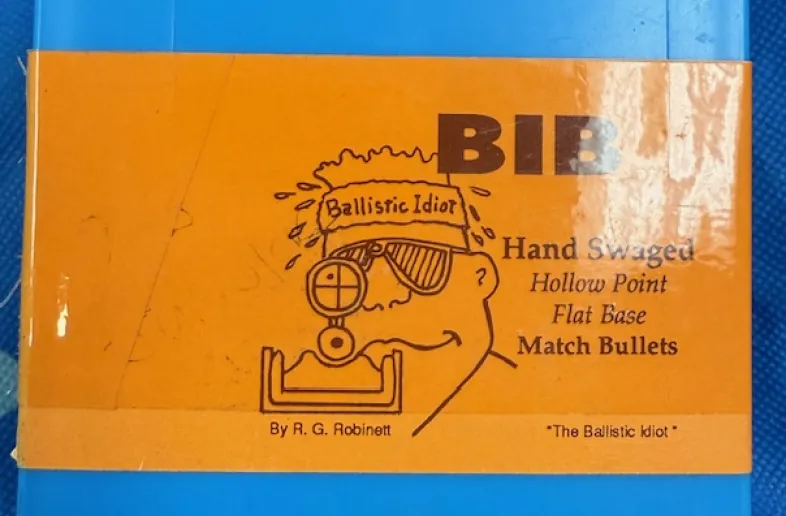 BIB
Ballistic Idiot
Hand Swaged
Hollow Point
Flat Base
Match Bullets
?
By R. G. Robinett
"The Ballistic Idiot"